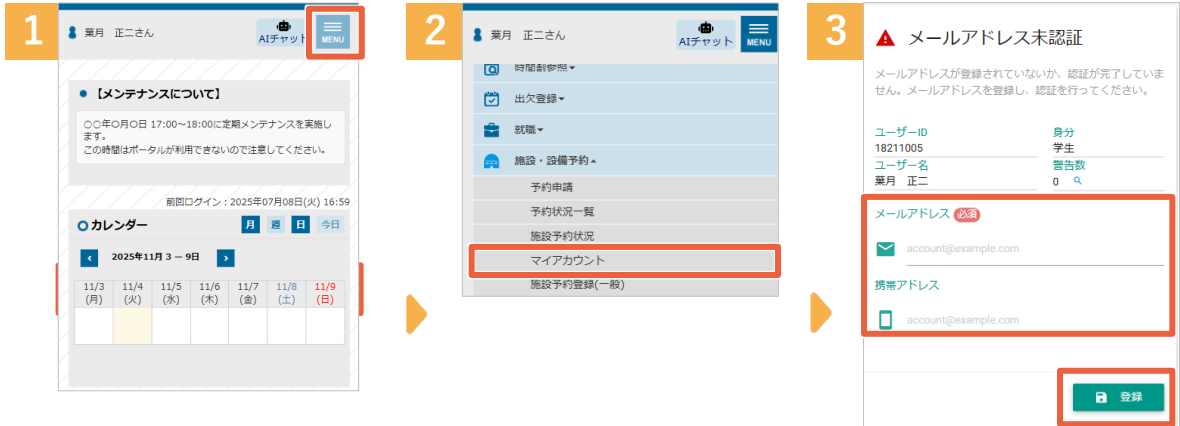 1
葉月 正二さん
AIチャット
MENU
【メンテナンスについて】
○○年○月○日 17:00～18:00に定期メンテナンスを実施し
ます。
この時間はポータルが利用できないので注意してください。
前回ログイン : 2025年07月08日(火) 16:59
カレンダー
月 週 日 今日
2025年11月 3 － 9日
11/3 11/4 11/5 11/6 11/7 11/8 11/9
(月) (火) (水) (木) (金) (土) (日)
2
葉月 正二さん
AIチャット
MENU
時間割参照
出欠登録
就職
施設・設備予約
予約申請
予約状況一覧
施設予約状況
マイアカウント
施設予約登録(一般)
3
メールアドレス未認証
メールアドレスが登録されていないか、認証が完了していま
せん。メールアドレスを登録し、認証を行ってください。
ユーザーID 身分
18211005 学生
ユーザー名 警告数
葉月 正二 0
メールアドレス 必須
account@example.com
携帯アドレス
account@example.com
登録